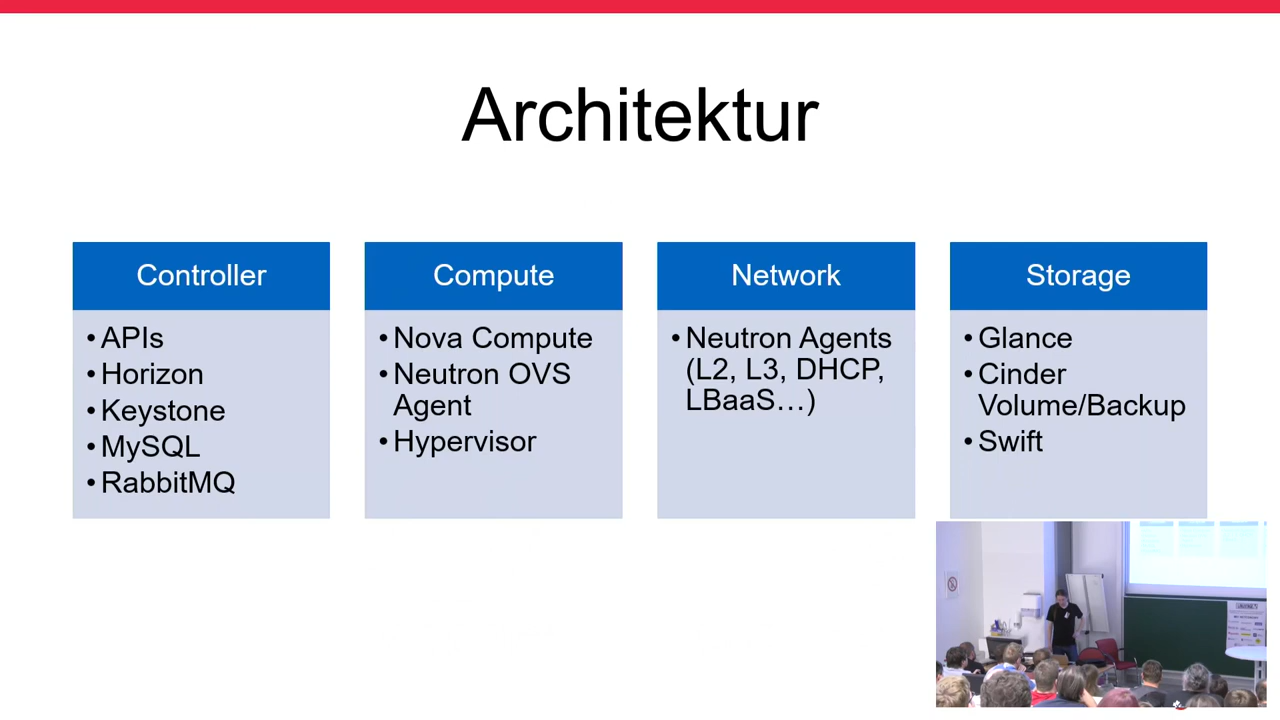 Architektur
Controller
• APIs
• Horizon
• Keystone
• MySQL
• RabbitMQ
Compute
• Nova Compute
• Neutron OVS
Agent
• Hypervisor
Network
• Neutron Agents
(L2, L3, DHCP,
LBaaS…)
Storage
• Glance
• Cinder
Volume/Backup
• Swift